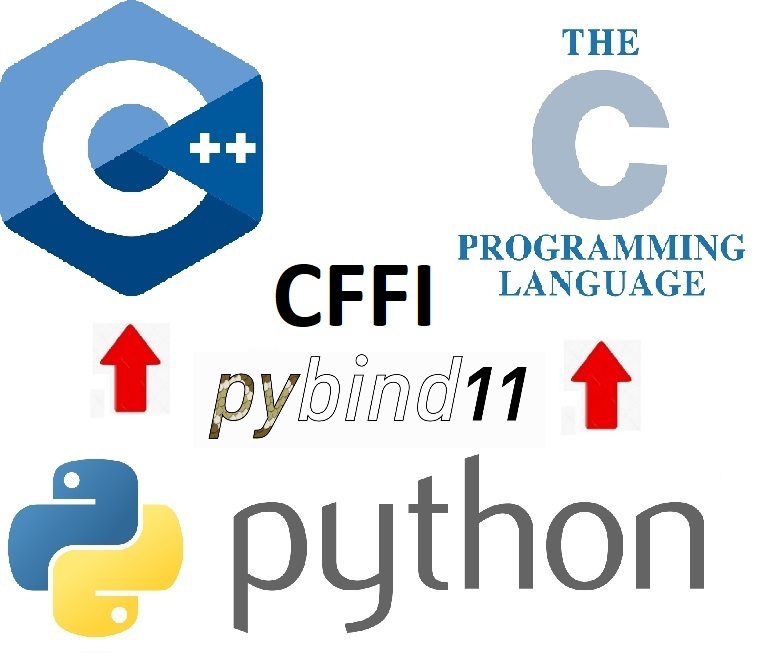 C++
THE
C
PROGRAMMING
LANGUAGE
CFFI
pybind11
python